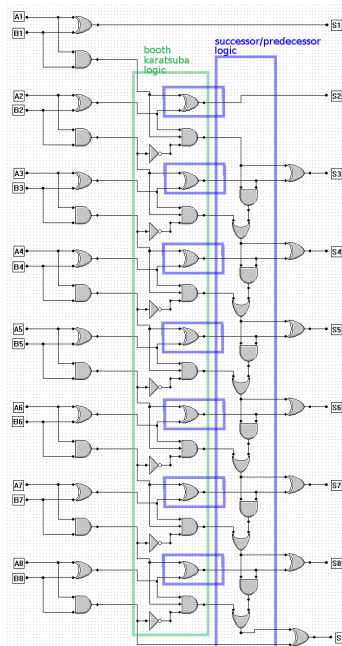 successor/predecessor
logic
booth
karatsuba
logic
A1
B1
S1
A2
B2
S2
A3
B3
S3
A4
B4
S4
A5
B5
S5
A6
B6
S6
A7
B7
S7
A8
B8
S8
S